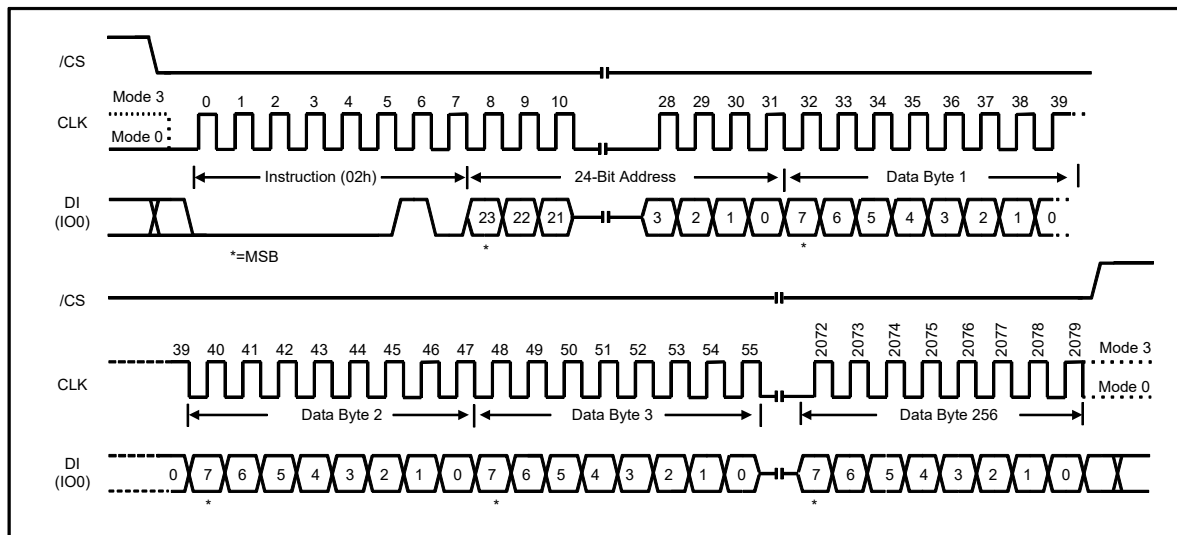 /CS
Mode 3
0 1 2 3 4 5 6 7 8 9 10 28 29 30 31 32 33 34 35 36 37 38 39
CLK
Mode 0
Instruction (02h) 24-Bit Address Data Byte 1
DI
(IO0)
23 22 21 3 2 1 0 7 6 5 4 3 2 1 0
* *
*=MSB
/CS
39 40 41 42 43 44 45 46 47 48 49 50 51 52 53 54 55 2072 2073 2074 2075 2076 2077 2078 2079
Mode 3
CLK
Mode 0
Data Byte 2 Data Byte 3 Data Byte 256
DI
(IO0)
0 7 6 5 4 3 2 1 0 7 6 5 4 3 2 1 0 7 6 5 4 3 2 1 0
* * *